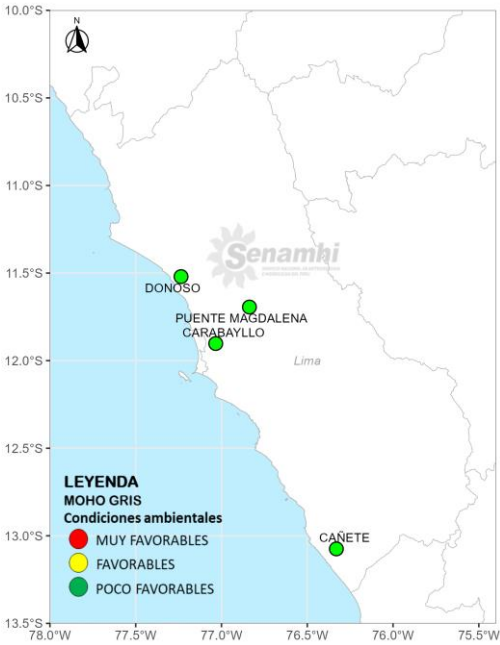 N
10.0°S
10.5°S
11.0°S
11.5°S
12.0°S
12.5°S
13.0°S
13.5°S
Senamhi
DONOSO
PUENTE MAGDALENA
CARABAYLLO
Lima
CAÑETE
LEYENDA
MOHO GRIS
Condiciones ambientales
MUY FAVORABLES
FAVORABLES
POCO FAVORABLES
78.0°W 77.5°W 77.0°W 76.5°W 76.0°W 75.5°W